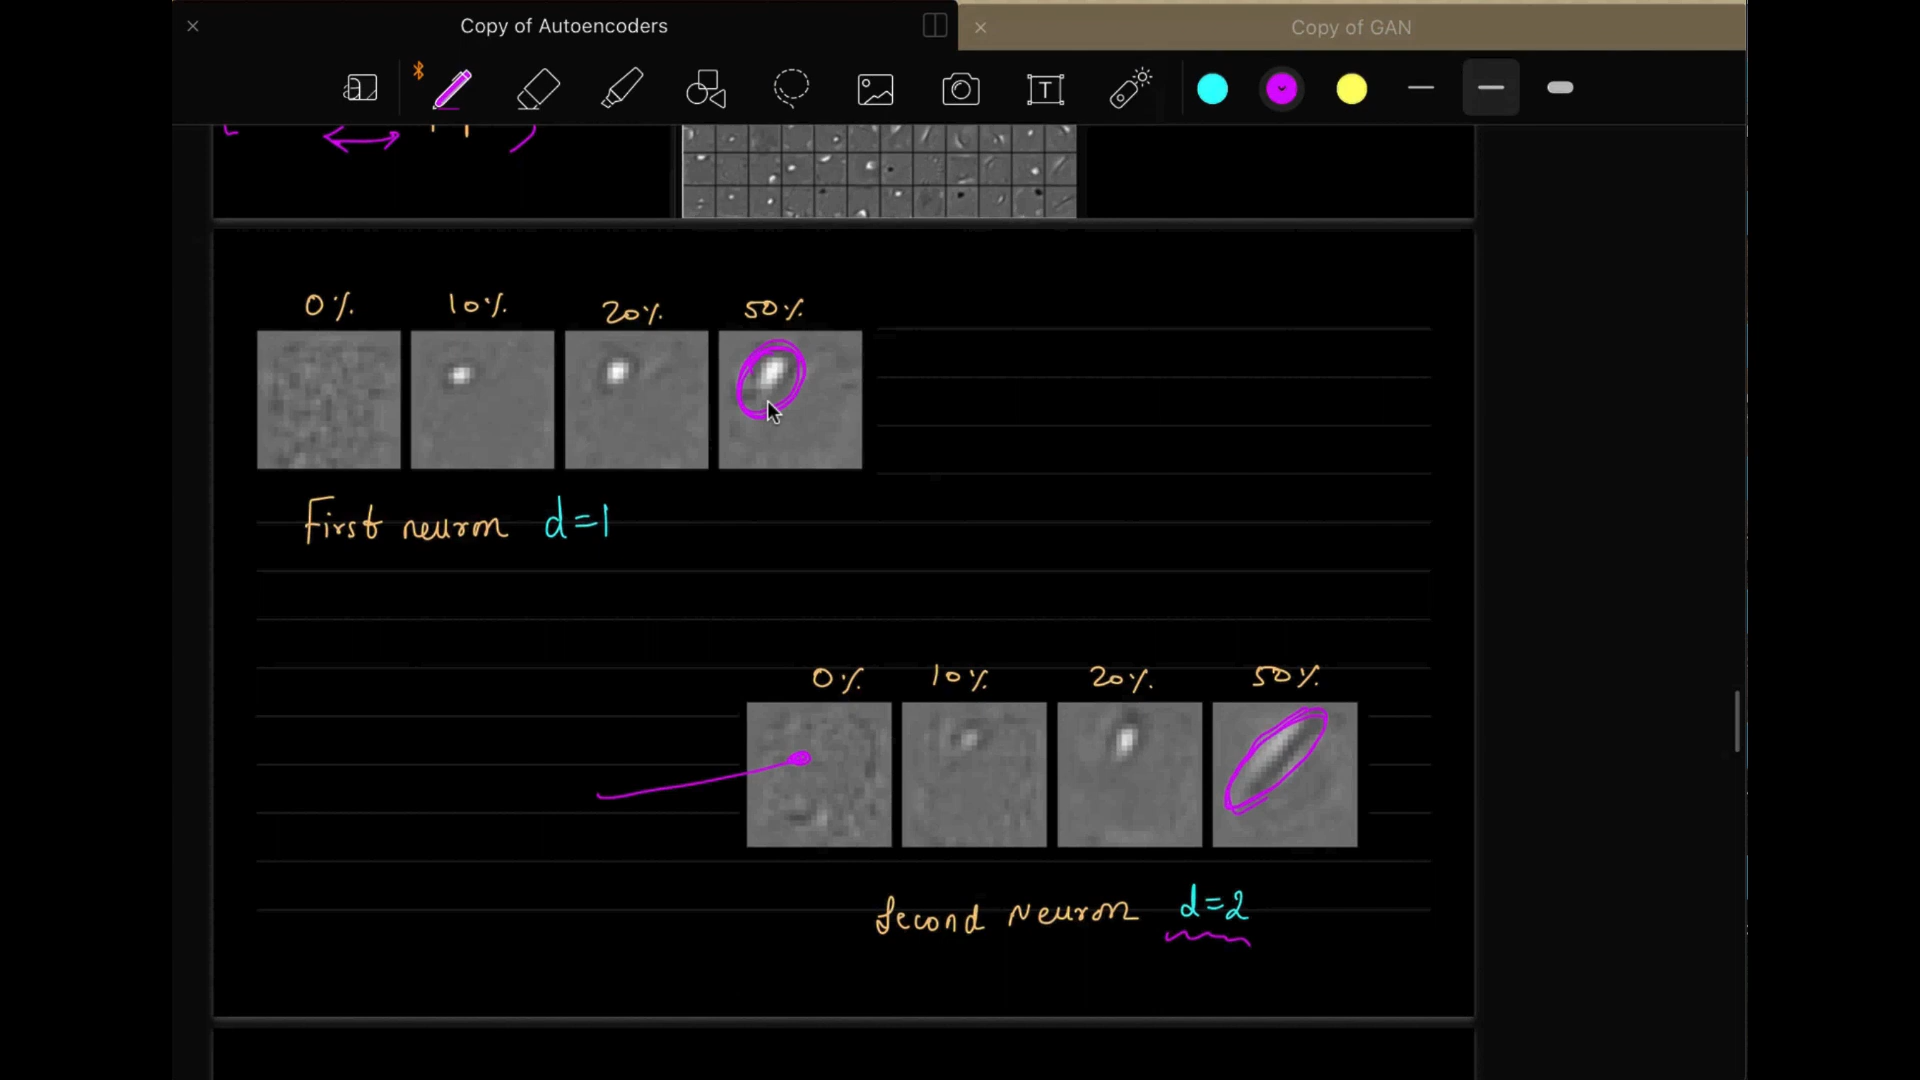 Copy of Autoencoders
Copy of GAN
T
0% 10% 20% 50%
First neuron d=1
0% 10% 20% 50%
Second Neuron d=2